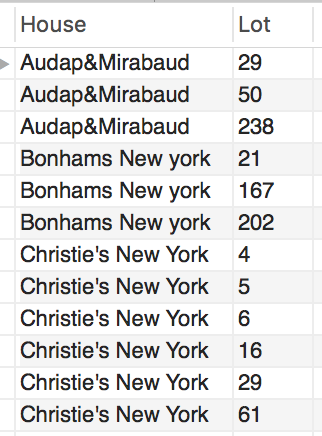 House Lot
Audap&Mirabaud 29
Audap&Mirabaud 50
Audap&Mirabaud 238
Bonhams New york 21
Bonhams New york 167
Bonhams New york 202
Christie's New York 4
Christie's New York 5
Christie's New York 6
Christie's New York 16
Christie's New York 29
Christie's New York 61